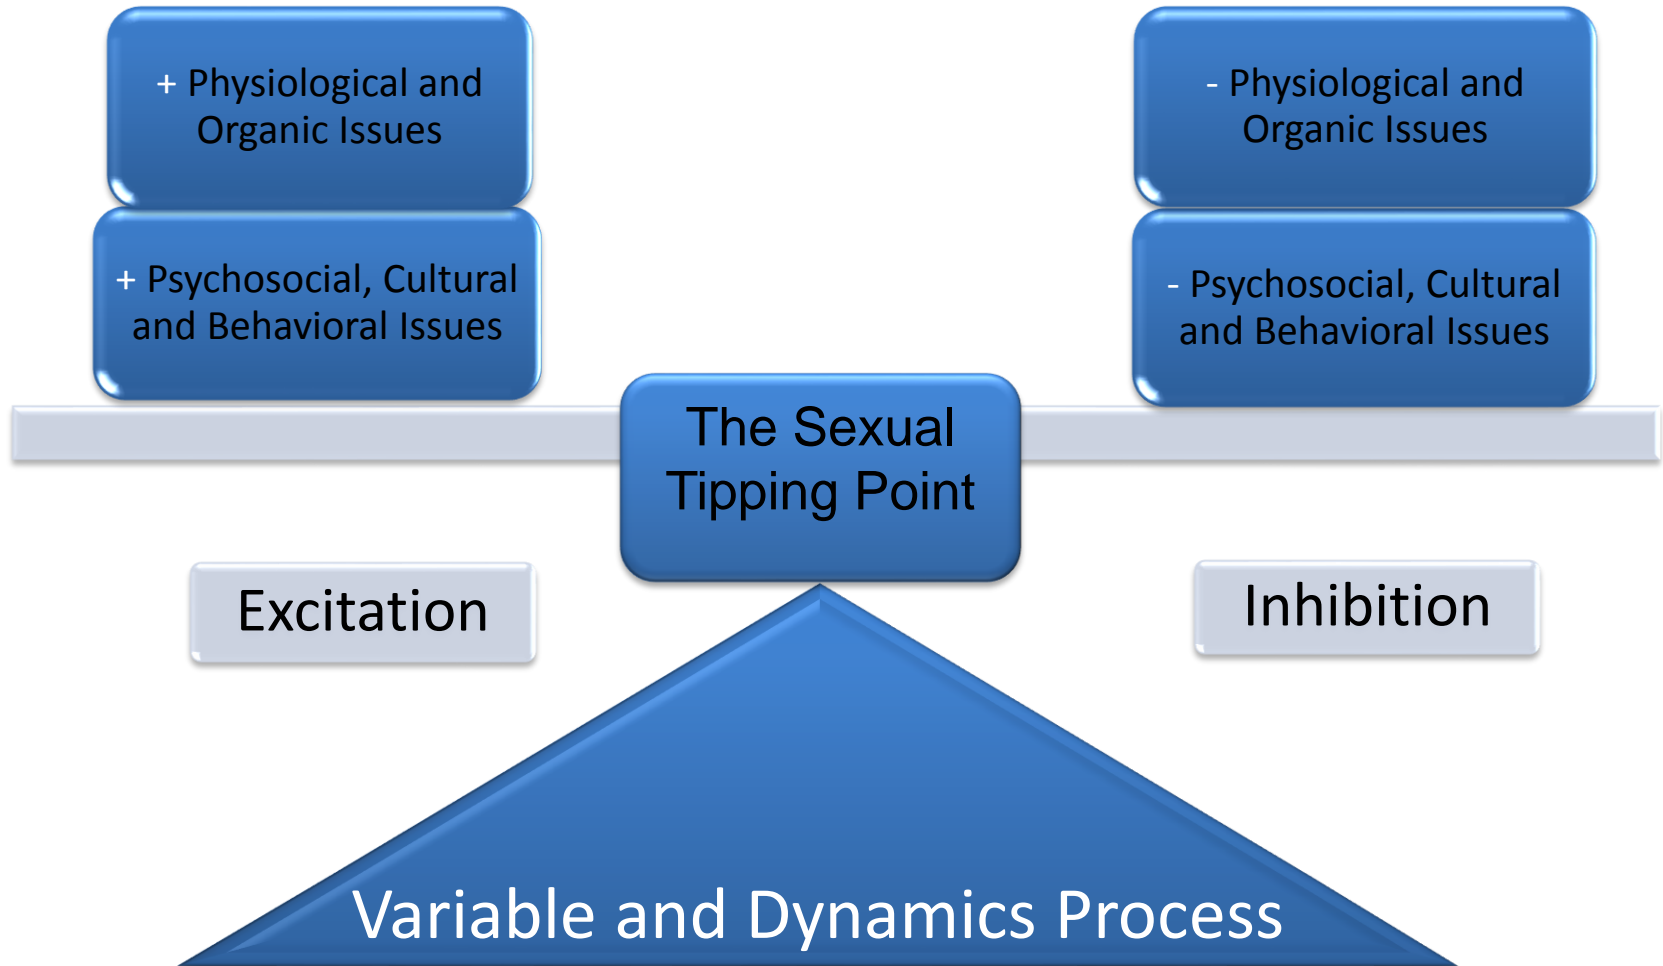 + Physiological and
Organic Issues
- Physiological and
Organic Issues
+ Psychosocial, Cultural
and Behavioral Issues
- Psychosocial, Cultural
and Behavioral Issues
The Sexual
Tipping Point
Excitation
Inhibition
Variable and Dynamics Process